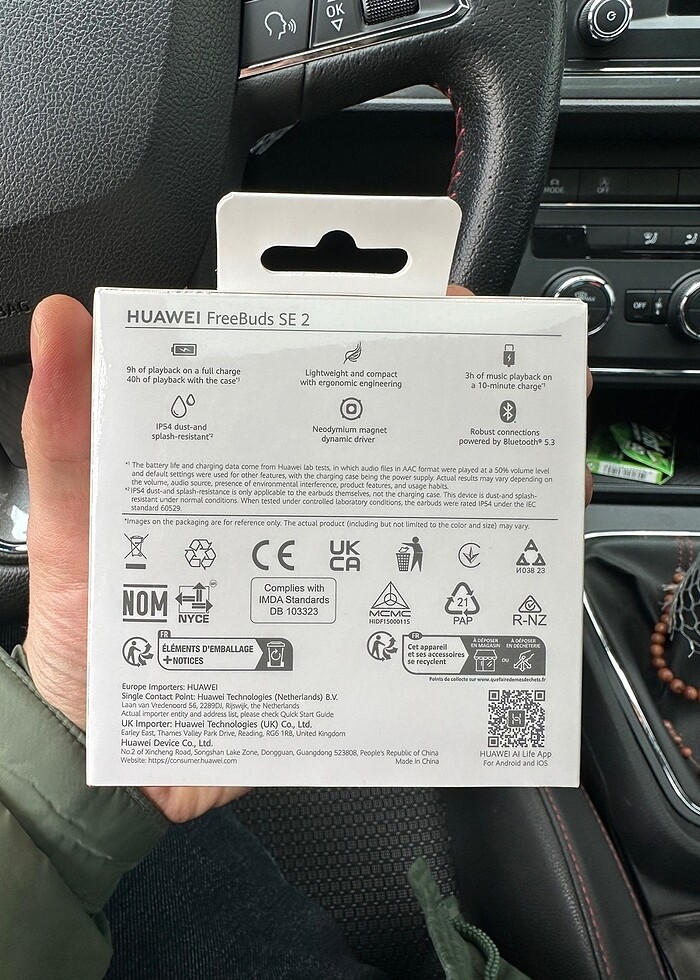 OK
MODE
OFF
OFF
BAG
HUAWEI FreeBuds SE 2
9h of playback on a full charge
40h of playback with the case*¹
Lightweight and compact
with ergonomic engineering
3h of music playback on
a 10-minute charge*¹
IP54 dust-and
splash-resistant*²
Neodymium magnet
dynamic driver
Robust connections
powered by Bluetooth® 5.3
*¹ The battery life and charging data come from Huawei lab tests, in which audio files in AAC format were played at a 50% volume level
and default settings were used for other features, with the charging case being the power supply. Actual results may vary depending on
the volume, audio source, presence of environmental interference, product features, and usage habits.
*² IP54 dust-and splash-resistance is only applicable to the earbuds themselves, not the charging case. This device is dust-and splash-
resistant under normal conditions. When tested under controlled laboratory conditions, the earbuds were rated IP54 under the IEC
standard 60529.
*Images on the packaging are for reference only. The actual product (including but not limited to the color and size) may vary.
CE
UK
CA
И038 23
NOM
NYCE
Complies with
IMDA Standards
DB 103323
MCMC
HIDF15000115
21
PAP
R-NZ
FR
ÉLÉMENTS D'EMBALLAGE
+NOTICES
FR
Cet appareil
et ses accessoires
se recyclent
À DÉPOSER
EN MAGASIN
OU
À DÉPOSER
EN DÉCHÈTERIE
Points de collecte sur www.quefairedemesdechets.fr
Europe Importers: HUAWEI
Single Contact Point: Huawei Technologies (Netherlands) B.V.
Laan van Vredenoord 56, 2289DJ, Rijswijk, the Netherlands
Actual importer entity and address list, please check Quick Start Guide
UK Importer: Huawei Technologies (UK) Co., Ltd.
Earley East, Thames Valley Park Drive, Reading, RG6 1RB, United Kingdom
Huawei Device Co., Ltd.
No.2 of Xincheng Road, Songshan Lake Zone, Dongguan, Guangdong 523808, People's Republic of China
Website: https://consumer.huawei.com
Made in China
HUAWEI AI Life App
For Android and iOS